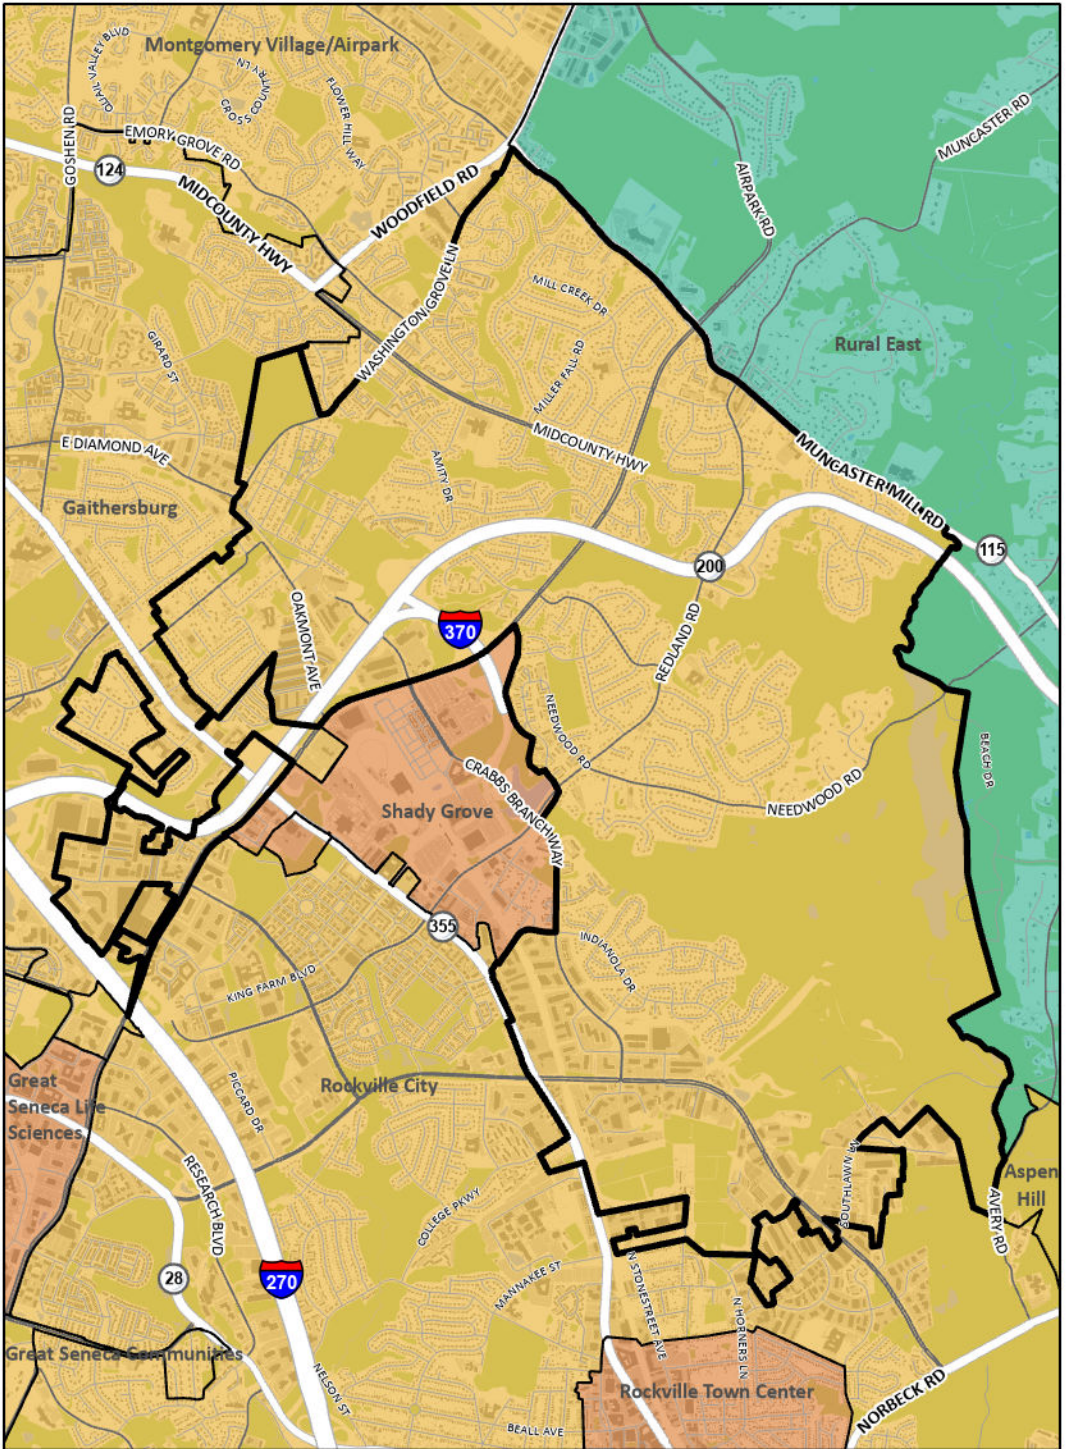 Montgomery Village/Airpark
QUAIL VALLEY BLVD
CROSS COUNTRY LN
FLOWER HILL WAY
GOSHEN RD
EMORY GROVE RD
124
MIDCOUNTY HWY
WOODFIELD RD
WASHINGTON GROVE LN
AIRPARK RD
MUNCASTER RD
MILL CREEK DR
Rural East
GIRARD ST
MILLER FALL RD
E DIAMOND AVE
AMITY DR
MIDCOUNTY HWY
MUNCASTER MILL RD
Gaithersburg
115
200
OAKMONT AVE
370
REDLAND RD
NEEDWOOD RD
BEACH DR
CRABBS BRANCH WAY
NEEDWOOD RD
Shady Grove
355
INDIANOLA DR
KING FARM BLVD
Great
Seneca Life
Sciences
PICCARD DR
Rockville City
RESEARCH BLVD
SOUTHLAWN LN
Aspen
Hill
AVERY RD
COLLEGE PKWY
28
270
MANNAKEE ST
N STONESTREET AVE
N HORNERS LN
Great Seneca Communities
NELSON ST
Rockville Town Center
NORBECK RD
BEALL AVE